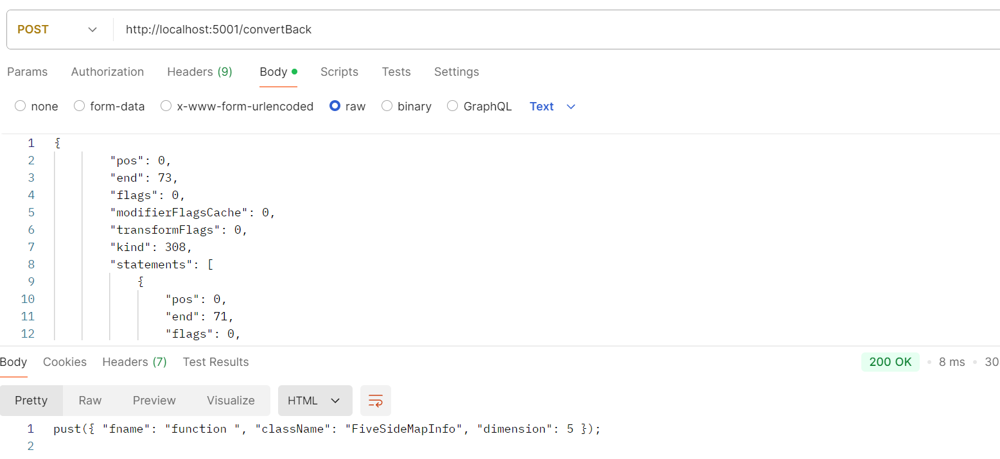 POST http://localhost:5001/convertBack
Params Authorization Headers (9) Body Scripts Tests Settings
none form-data x-www-form-urlencoded raw binary GraphQL Text
1 {
2 "pos": 0,
3 "end": 73,
4 "flags": 0,
5 "modifierFlagsCache": 0,
6 "transformFlags": 0,
7 "kind": 308,
8 "statements": [
9 {
10 "pos": 0,
11 "end": 71,
12 "flags": 0,
Body Cookies Headers (7) Test Results 200 OK 8 ms 30
Pretty Raw Preview Visualize HTML
1 pust({ "fname": "function ", "className": "FiveSideMapInfo", "dimension": 5 });
2